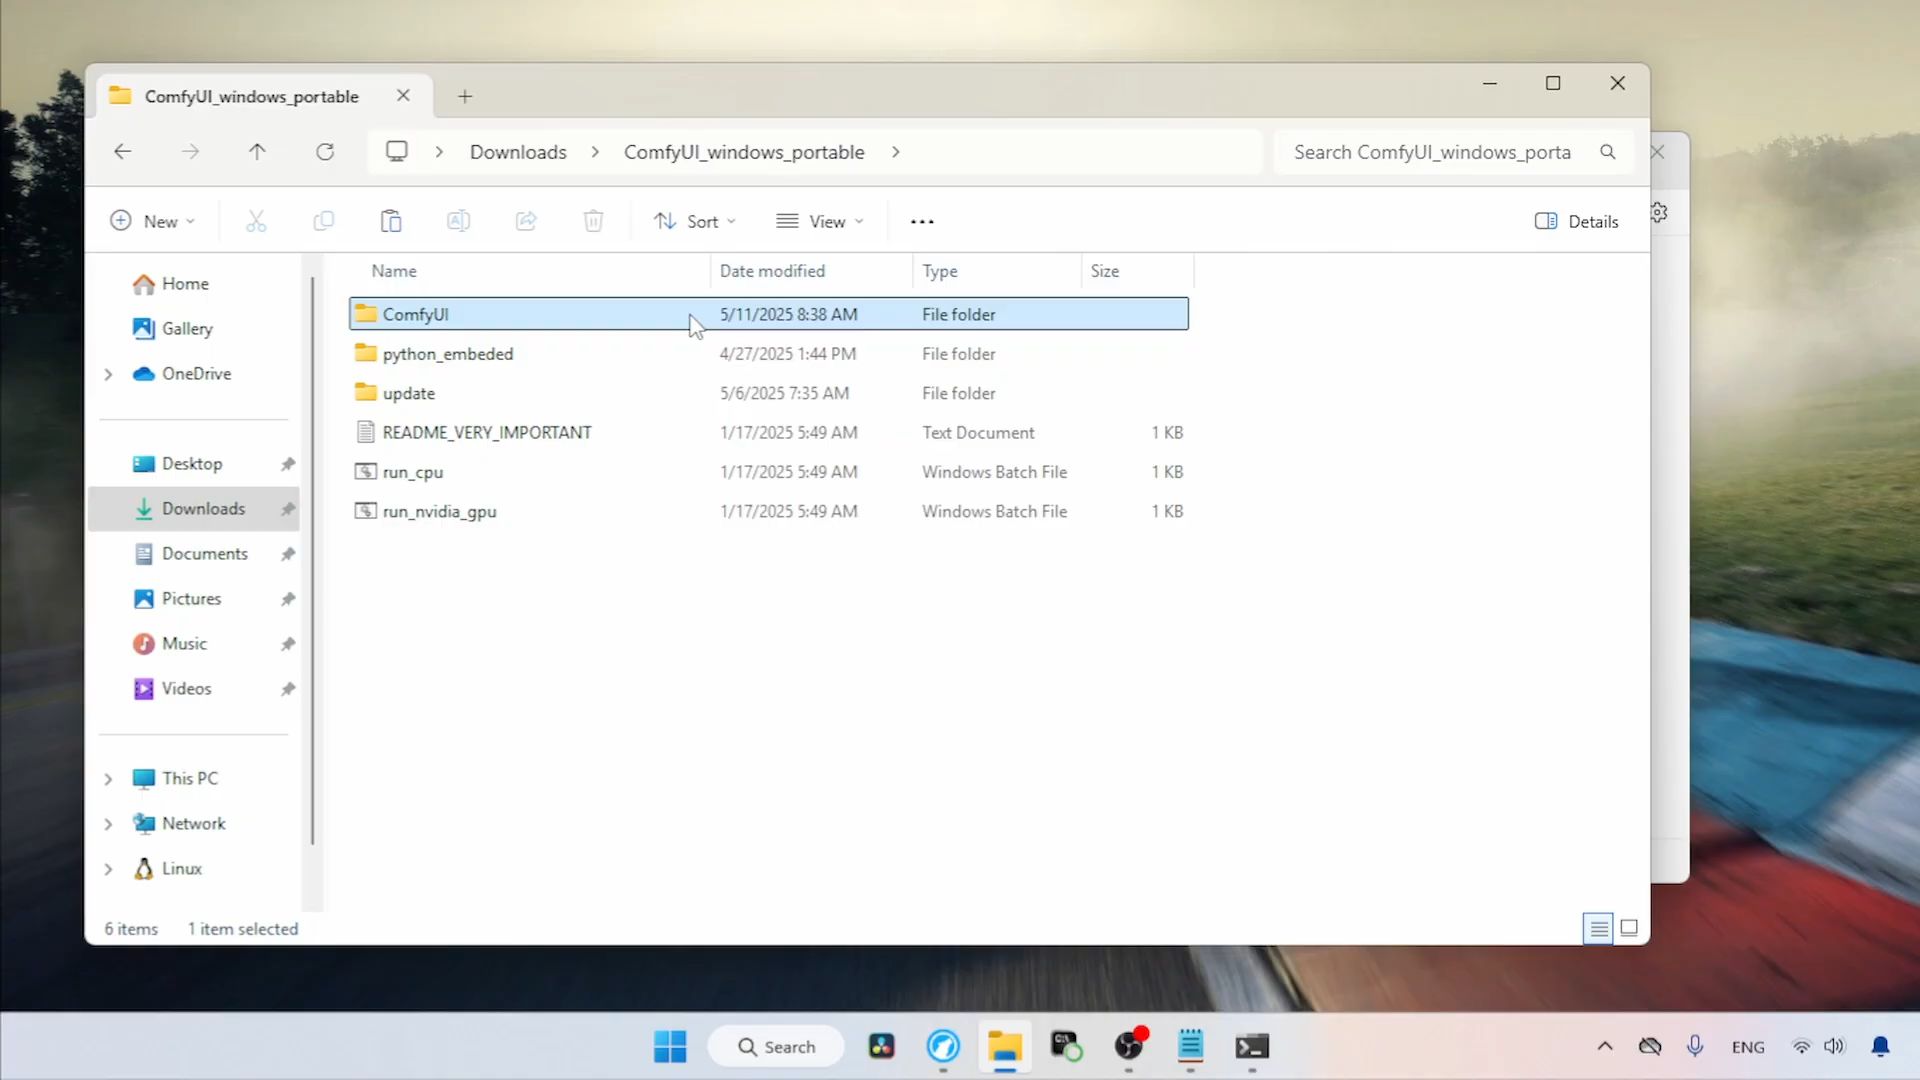 ComfyUI_windows_portable
Downloads
ComfyUI_windows_portable
Search ComfyUI_windows_porta
New
Sort
View
Details
Name Date modified Type Size
ComfyUI 5/11/2025 8:38 AM File folder
python_embeded 4/27/2025 1:44 PM File folder
update 5/6/2025 7:35 AM File folder
README_VERY_IMPORTANT 1/17/2025 5:49 AM Text Document 1 KB
run_cpu 1/17/2025 5:49 AM Windows Batch File 1 KB
run_nvidia_gpu 1/17/2025 5:49 AM Windows Batch File 1 KB
Home
Gallery
OneDrive
Desktop
Downloads
Documents
Pictures
Music
Videos
This PC
Network
Linux
6 items 1 item selected
Search
ENG